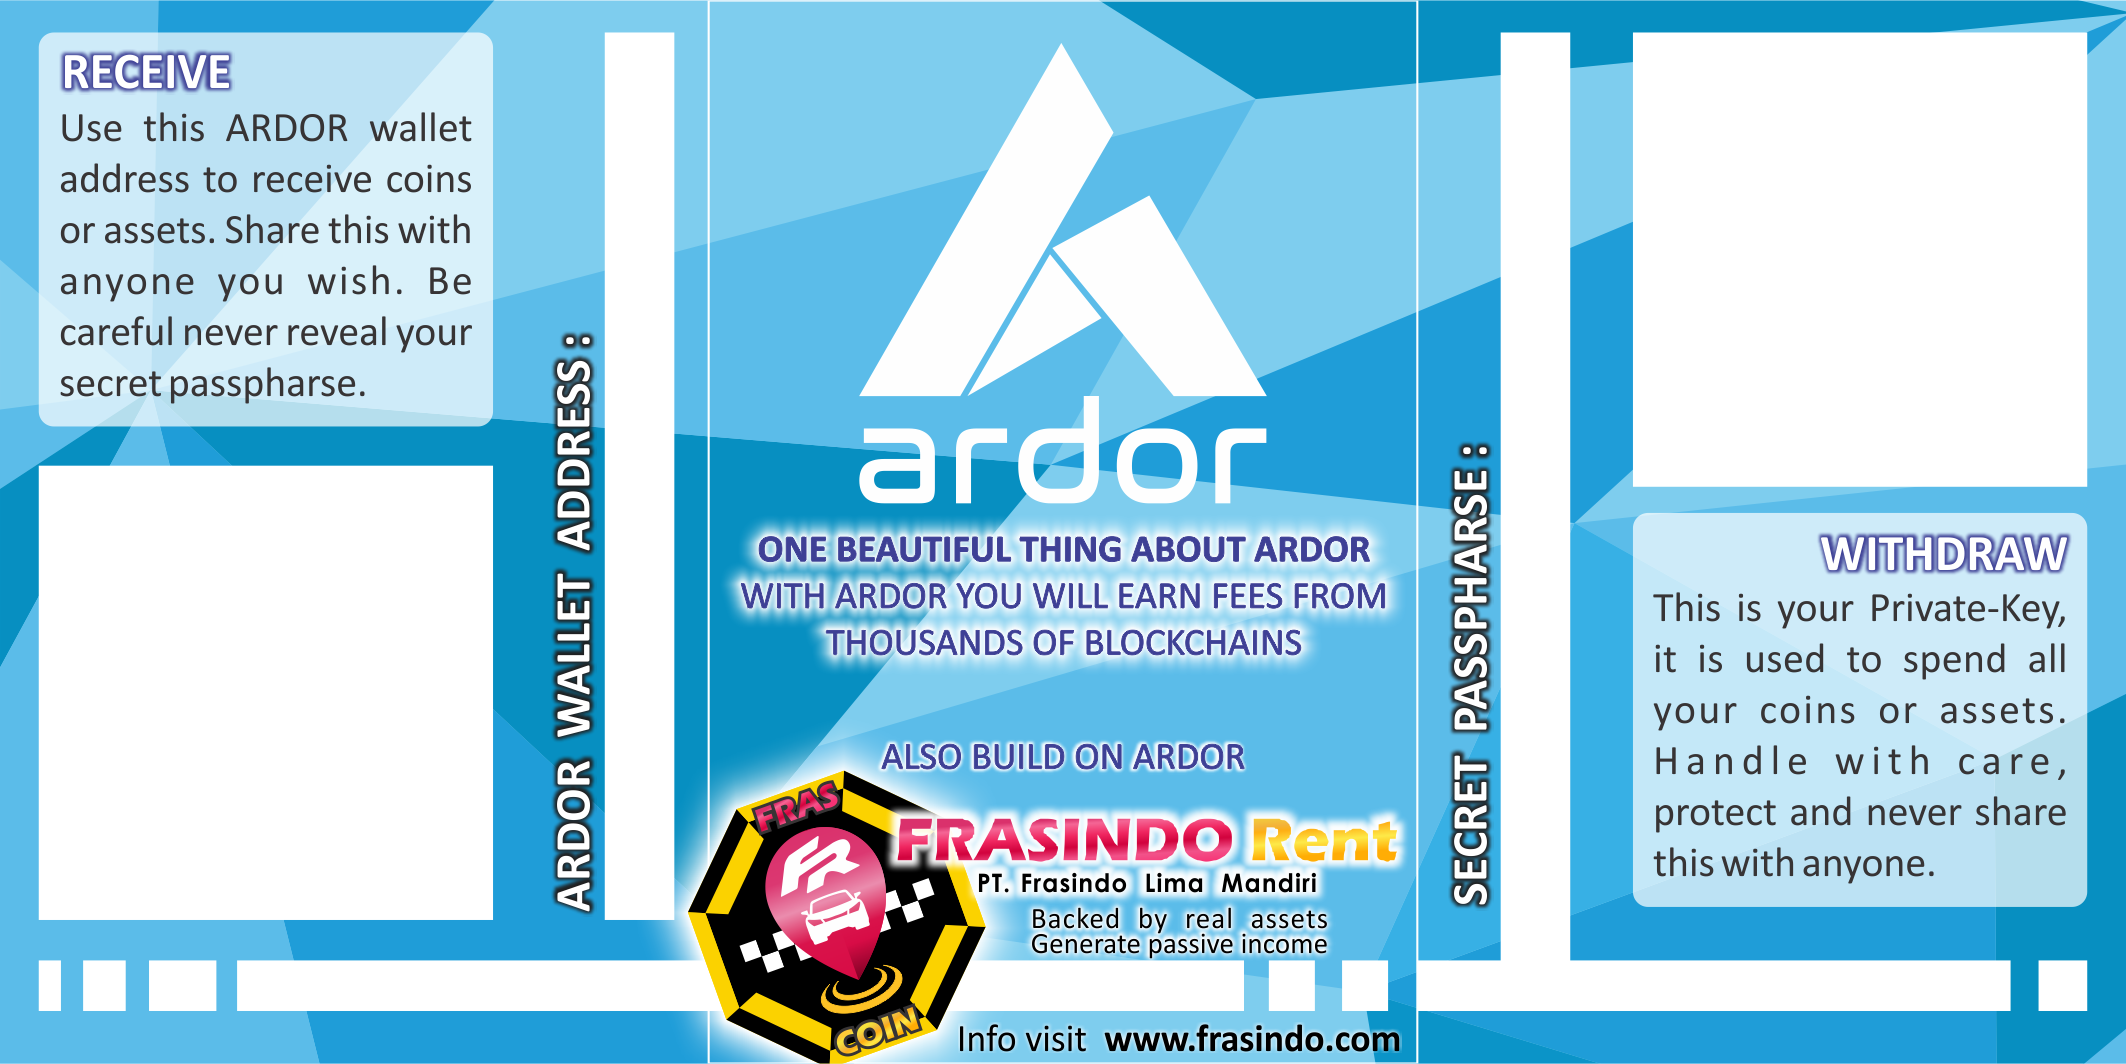 RECEIVE
Use this ARDOR wallet
address to receive coins
or assets. Share this with
anyone you wish. Be
careful never reveal your
secret passpharse.
ARDOR WALLET ADDRESS :
ardor
ONE BEAUTIFUL THING ABOUT ARDOR
WITH ARDOR YOU WILL EARN FEES FROM
THOUSANDS OF BLOCKCHAINS
ALSO BUILD ON ARDOR
FRAS
FR
COIN
FRASINDO Rent
PT. Frasindo Lima Mandiri
Backed by real assets
Generate passive income
Info visit www.frasindo.com
SECRET PASSPHARSE :
WITHDRAW
This is your Private-Key,
it is used to spend all
your coins or assets.
Handle with care,
protect and never share
this with anyone.